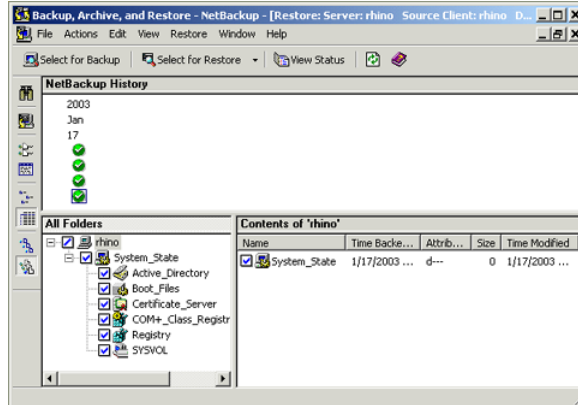 Backup, Archive, and Restore - NetBackup - [Restore: Server: rhino Source Client: rhino D...
File Actions Edit View Restore Window Help
Select for Backup Select for Restore View Status
NetBackup History
2003
Jan
17
All Folders
rhino
System_State
Active_Directory
Boot_Files
Certificate_Server
COM+_Class_Registr
Registry
SYSVOL
Contents of 'rhino'
Name Time Backe... Attrib... Size Time Modified
System_State 1/17/2003 ... d--- 0 1/17/2003 ...